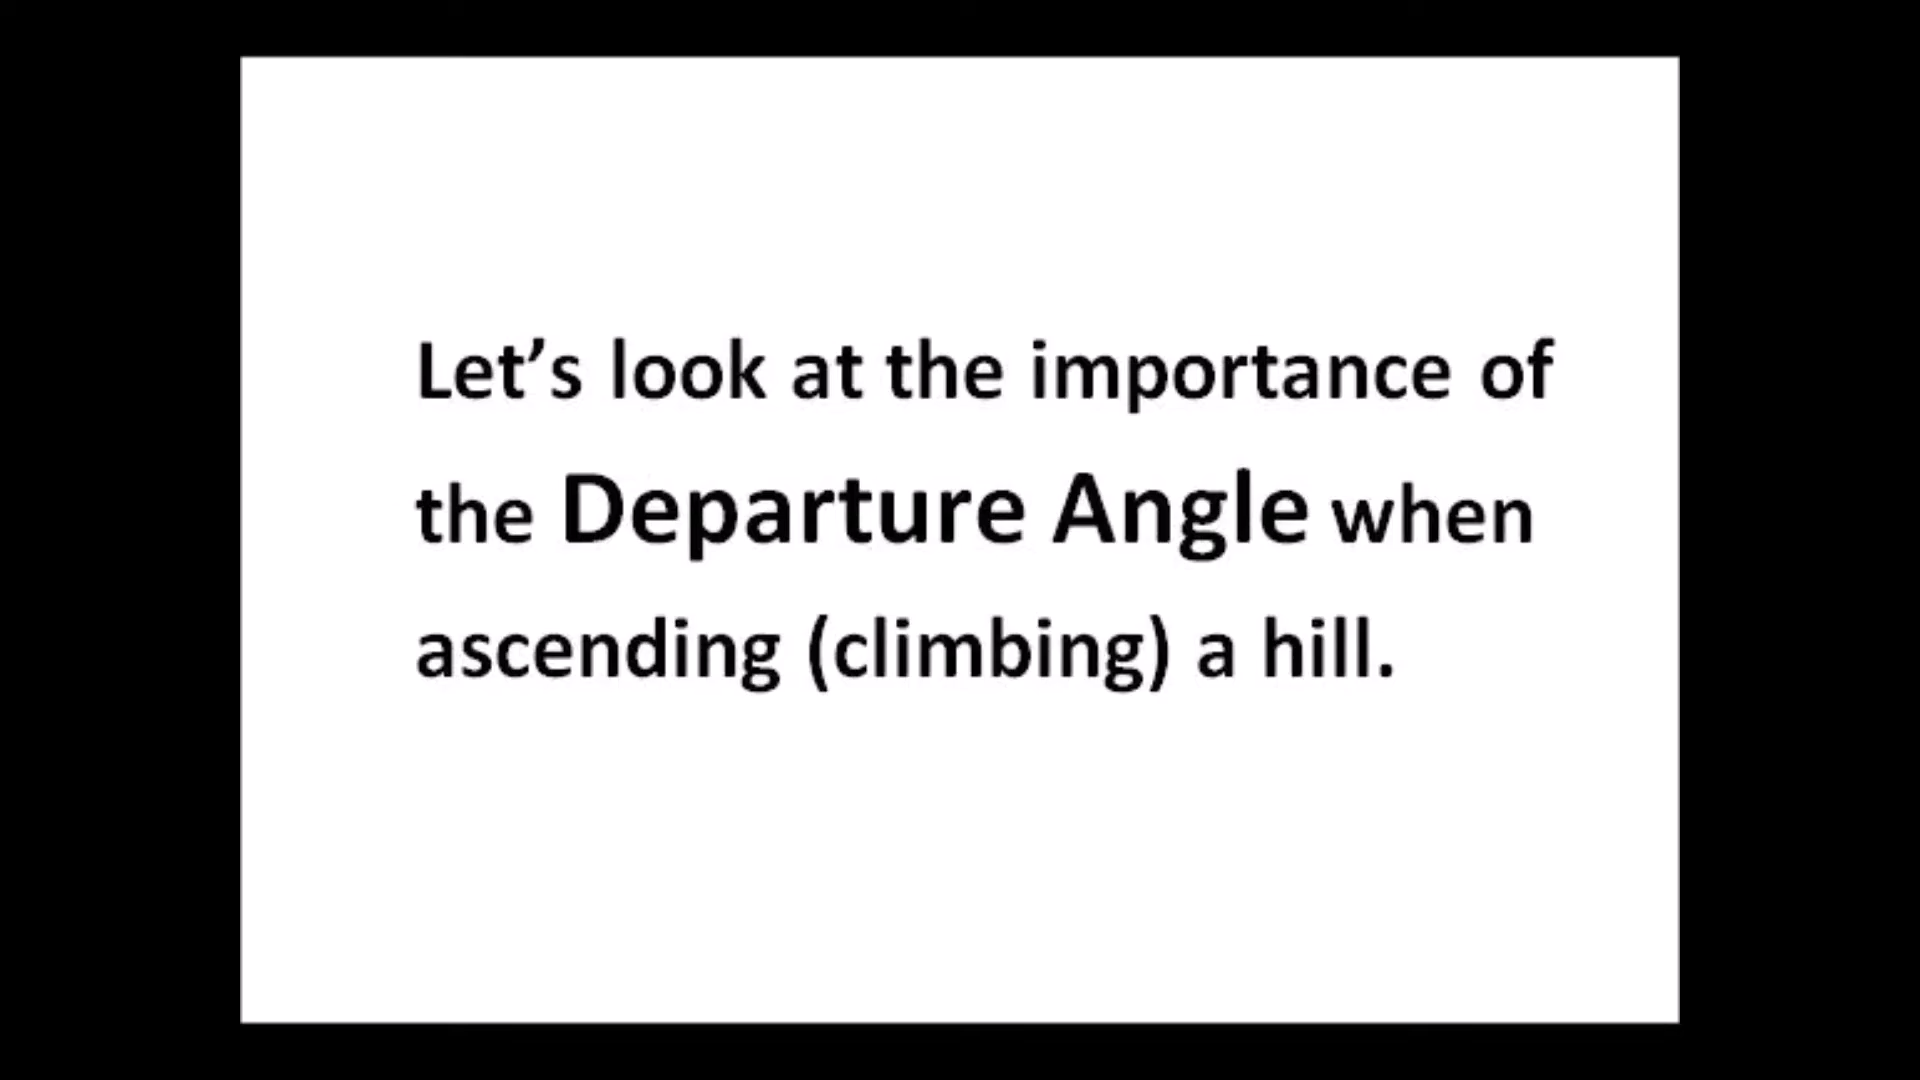 Let’s look at the importance of
the Departure Angle when
ascending (climbing) a hill.